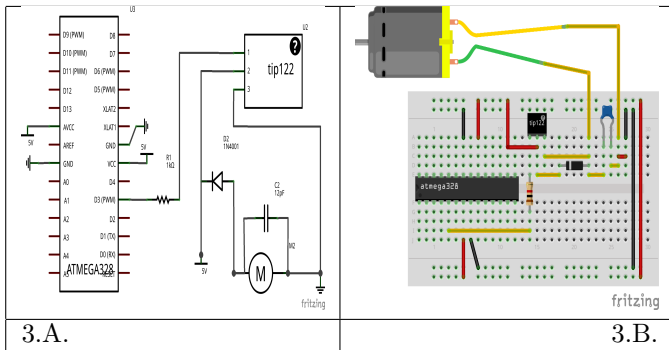 U3
D9 (PWM)
D10 (PWM)
D11 (PWM)
D12
D13
AVCC
AREF
GND
A0
A1
A2
A3
A4
D8
D7
D6 (PWM)
D5 (PWM)
XLAT2
XLAT1
GND
VCC
D4
D3 (PWM)
D2
D1 (TX)
D0 (RX)
ATMEGA328
5V
5V
R1
1kΩ
U2
1
2
3
?
tip122
D2
1N4001
C2
12pF
M2
M
5V
fritzing
tip122
atmega328
fritzing
3.A.
3.B.